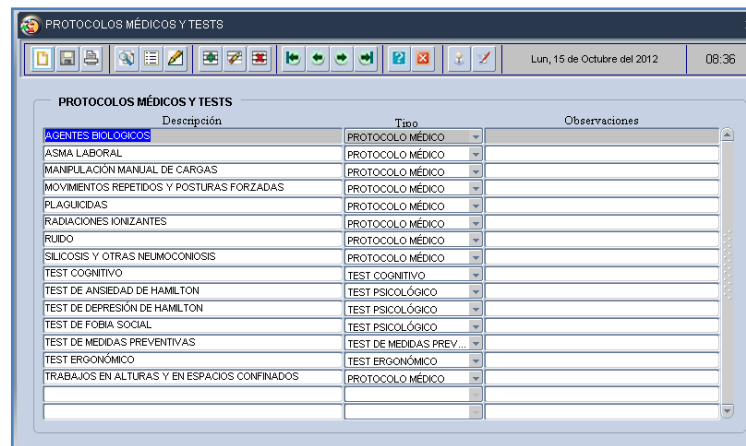 PROTOCOLOS MÉDICOS Y TESTS
Lun, 15 de Octubre del 2012 08:36
PROTOCOLOS MÉDICOS Y TESTS
Descripción Tipo Observaciones
AGENTES BIOLOGICOS PROTOCOLO MÉDICO
ASMA LABORAL PROTOCOLO MÉDICO
MANIPULACIÓN MANUAL DE CARGAS PROTOCOLO MÉDICO
MOVIMIENTOS REPETIDOS Y POSTURAS FORZADAS PROTOCOLO MÉDICO
PLAGUICIDAS PROTOCOLO MÉDICO
RADIACIONES IONIZANTES PROTOCOLO MÉDICO
RUIDO PROTOCOLO MÉDICO
SILICOSIS Y OTRAS NEUMOCONIOSIS PROTOCOLO MÉDICO
TEST COGNITIVO TEST COGNITIVO
TEST DE ANSIEDAD DE HAMILTON TEST PSICOLÓGICO
TEST DE DEPRESIÓN DE HAMILTON TEST PSICOLÓGICO
TEST DE FOBIA SOCIAL TEST PSICOLÓGICO
TEST DE MEDIDAS PREVENTIVAS TEST DE MEDIDAS PREV...
TEST ERGONÓMICO TEST ERGONÓMICO
TRABAJOS EN ALTURAS Y EN ESPACIOS CONFINADOS PROTOCOLO MÉDICO